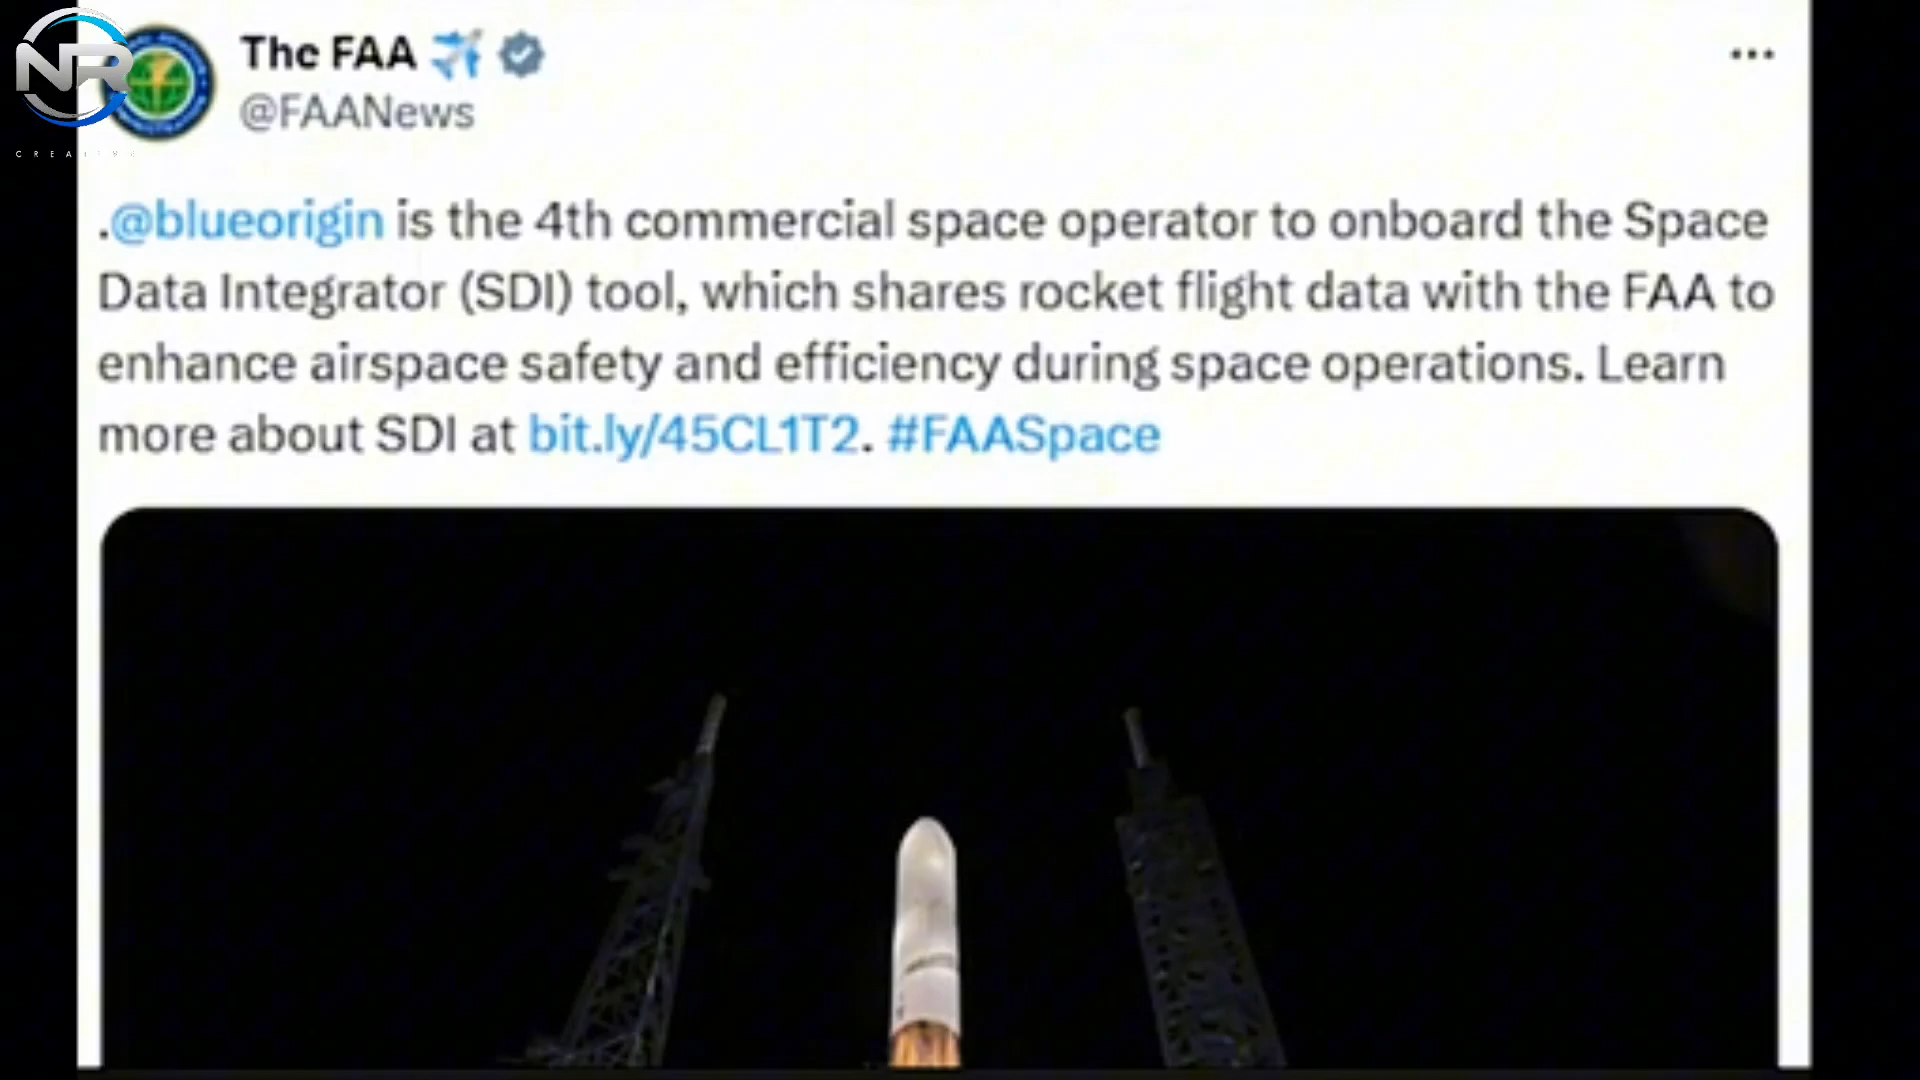 NR
CREATIVE
The FAA
@FAANews
.@blueorigin is the 4th commercial space operator to onboard the Space
Data Integrator (SDI) tool, which shares rocket flight data with the FAA to
enhance airspace safety and efficiency during space operations. Learn
more about SDI at bit.ly/45CL1T2. #FAASpace